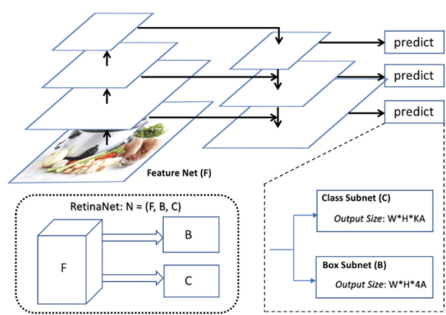 predict
predict
predict
Feature Net (F)
RetinaNet: N = (F, B, C)
F
B
C
Class Subnet (C)
Output Size: W*H*KA
Box Subnet (B)
Output Size: W*H*4A